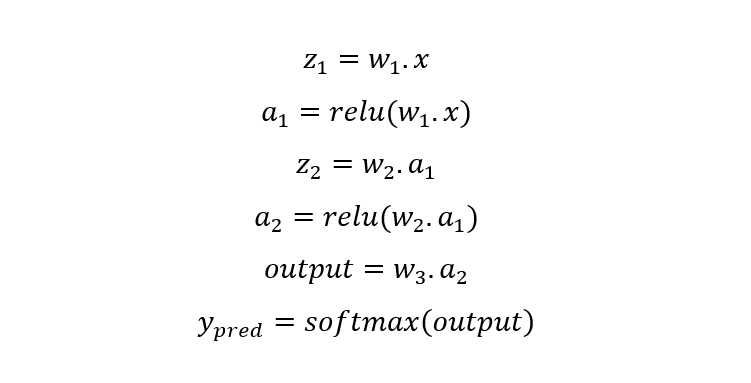 z₁ = w₁.x
a₁ = relu(w₁.x)
z₂ = w₂.a₁
a₂ = relu(w₂.a₁)
output = w₃.a₂
y_pred = softmax(output)